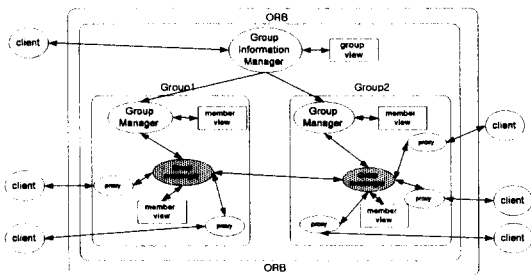 ORB
client
Group
Information
Manager
group
view
Group1
Group2
Group
Manager
member
view
Group
Manager
member
view
client
proxy
client
proxy
member
view
proxy
client
proxy
member
view
proxy
client
client
ORB